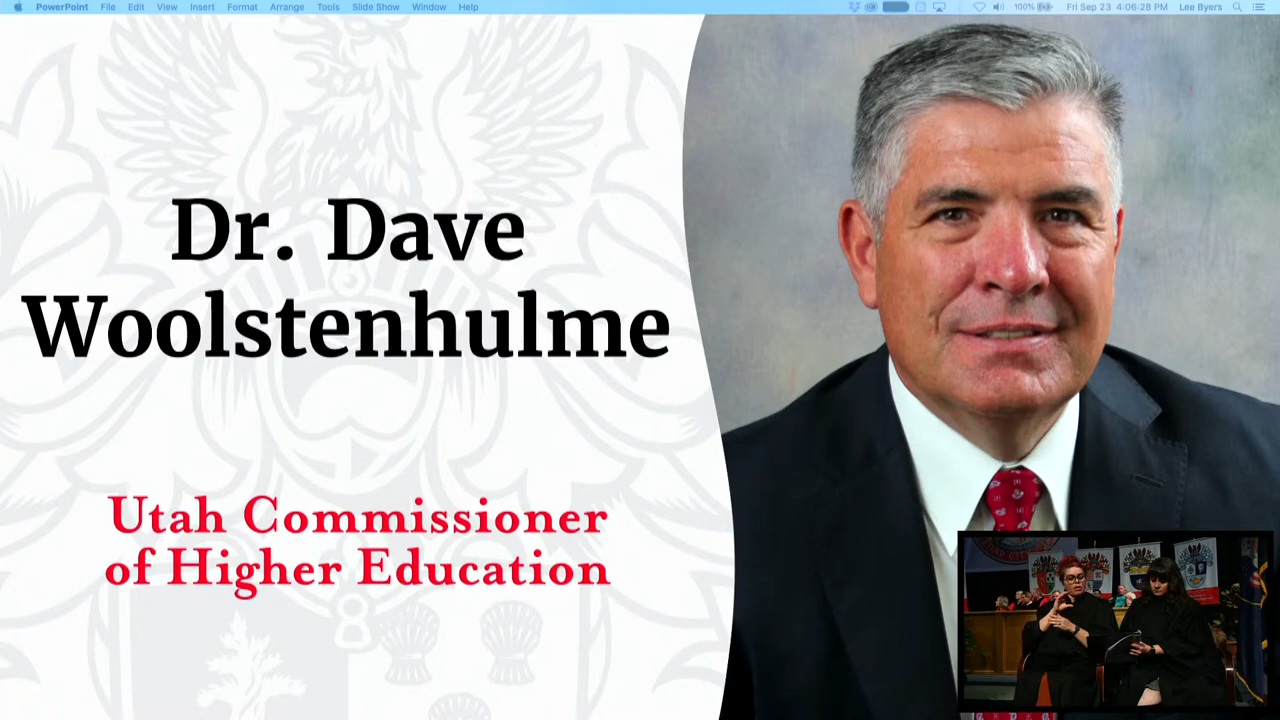 PowerPoint File Edit View Insert Format Arrange Tools Slide Show Window Help 100% Fri Sep 23 4:06:28 PM Lee Byers
Dr. Dave
Woolstenhulme
Utah Commissioner
of Higher Education